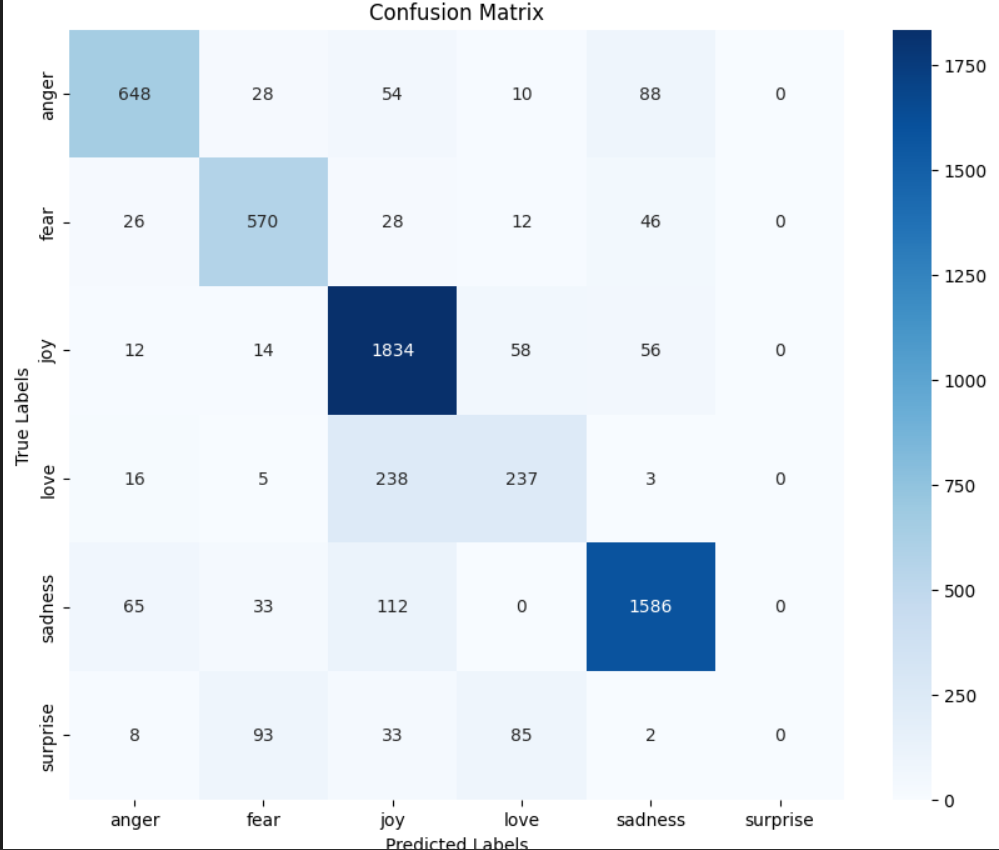 Confusion Matrix
True Labels
anger 648 28 54 10 88 0
fear 26 570 28 12 46 0
joy 12 14 1834 58 56 0
love 16 5 238 237 3 0
sadness 65 33 112 0 1586 0
surprise 8 93 33 85 2 0
anger fear joy love sadness surprise
Predicted Labels
1750
1500
1250
1000
750
500
250
0